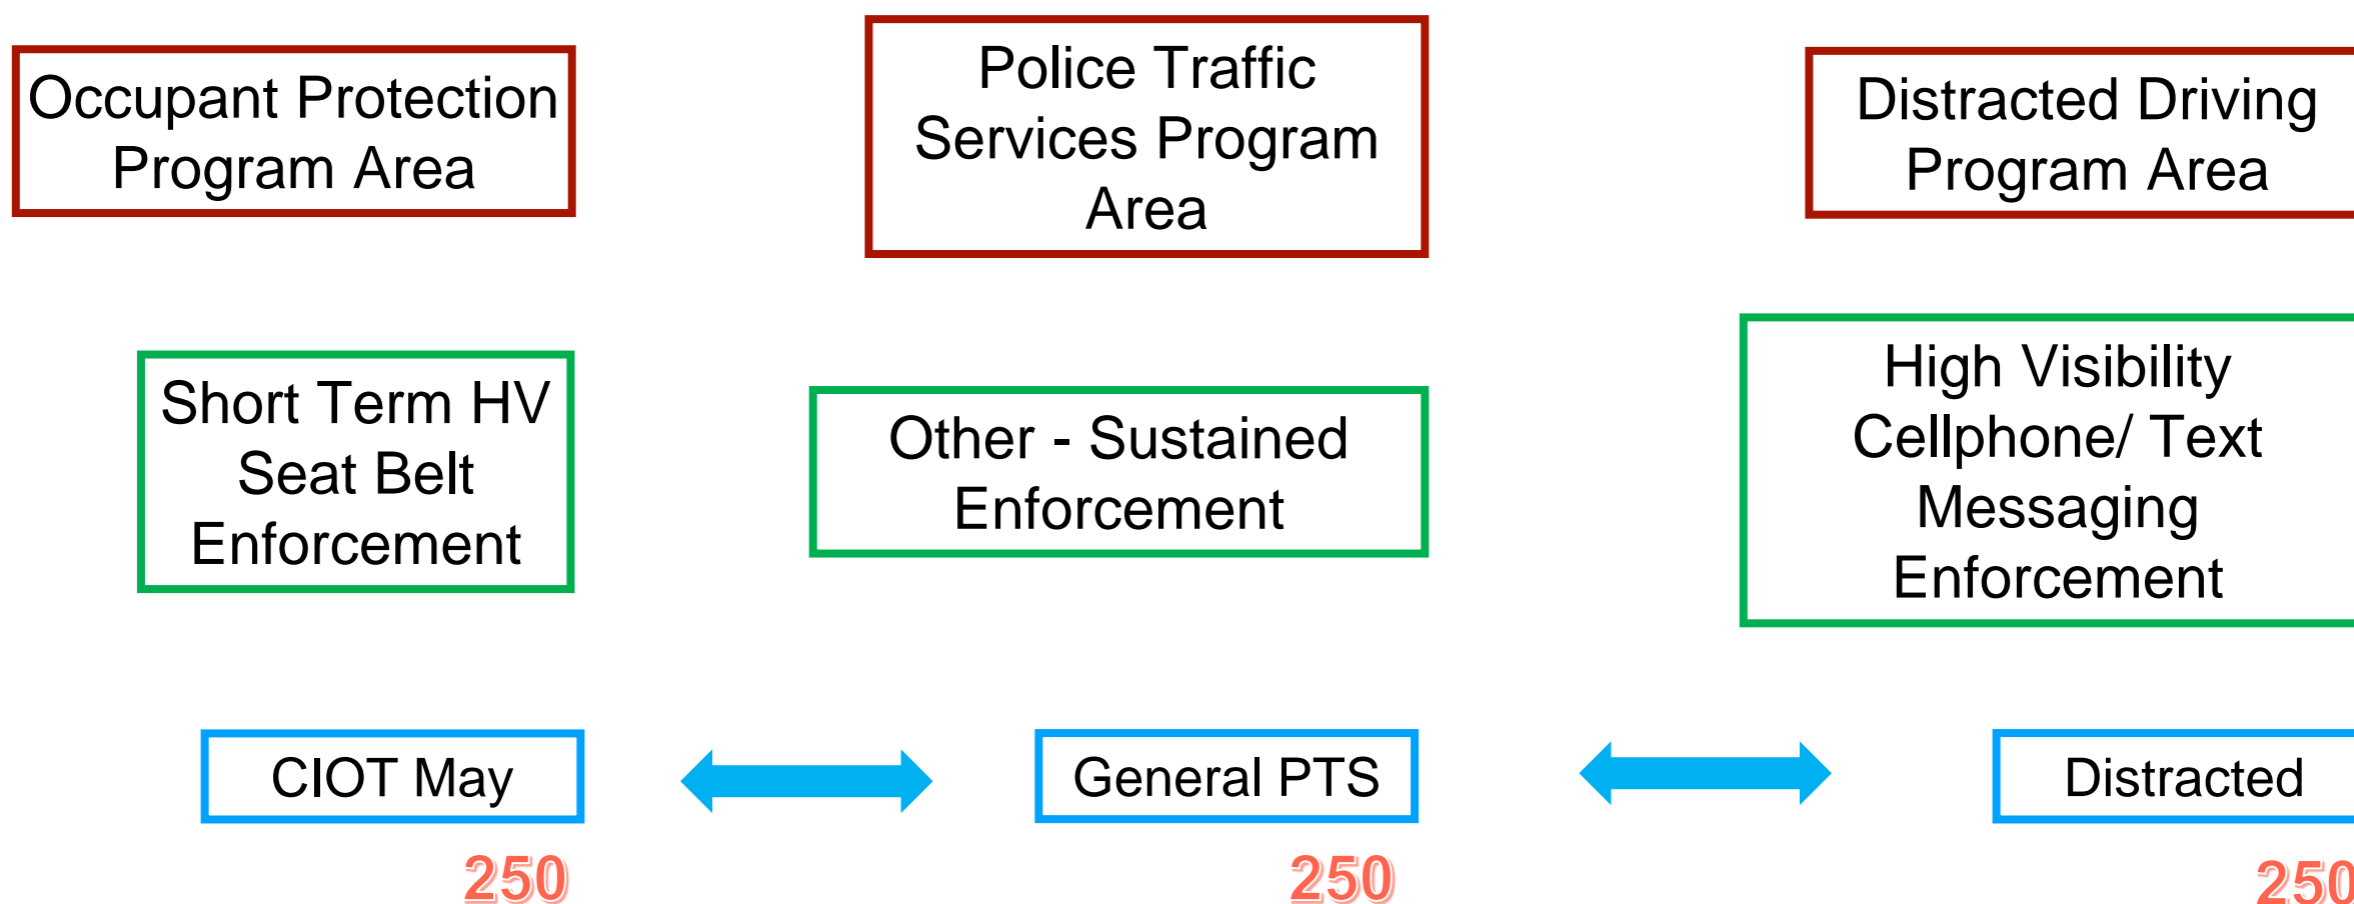 Occupant Protection
Program Area
Police Traffic
Services Program
Area
Distracted Driving
Program Area
Short Term HV
Seat Belt
Enforcement
Other - Sustained
Enforcement
High Visibility
Cellphone/ Text
Messaging
Enforcement
CIOT May
General PTS
Distracted
250
250
250